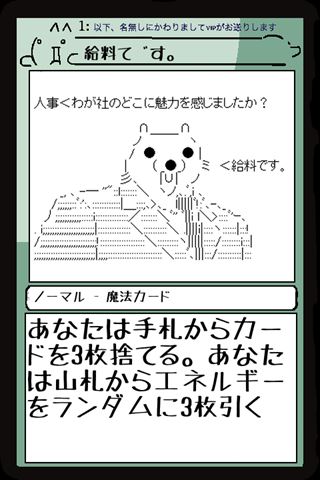 1: 以下、名無しにかわりましてVIPがお送りします
給料です。
人事<わが社のどこに魅力を感じましたか?
<給料です。
ノーマル - 魔法カード
あなたは手札からカー
ドを3枚捨てる。あなた
は山札からエネルギー
をランダムに3枚引く